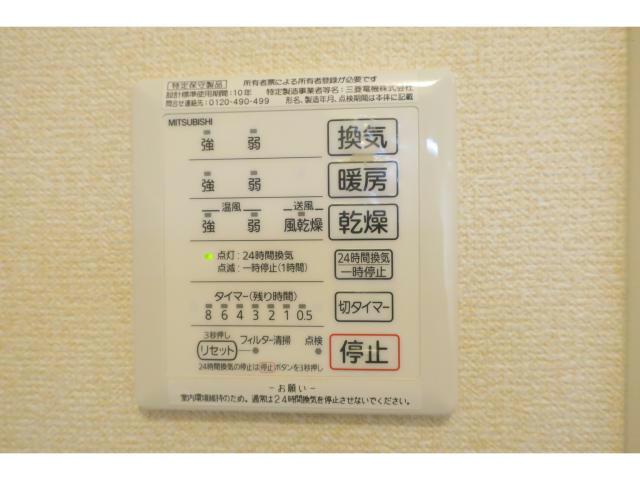 特定保守製品 所有者票による所有者登録が必要です
設計標準使用期間:10年 特定製造事業者等名:三菱電機株式会社
問合せ連絡先:0120-490-499 形名、製造年月、点検期間は本体に記載
MITSUBISHI
強 弱 換気
強 弱 暖房
温風 送風
強 弱 風乾燥 乾燥
点灯:24時間換気
点滅:一時停止(1時間)
24時間換気
一時停止
タイマー(残り時間)
8 6 4 3 2 1 0.5
切タイマー
3秒押し
リセット フィルター清掃 点検
停止
24時間換気の停止は停止ボタンを3秒押し
-お願い-
室内環境維持のため。通常は24時間換気を停止させないでください。